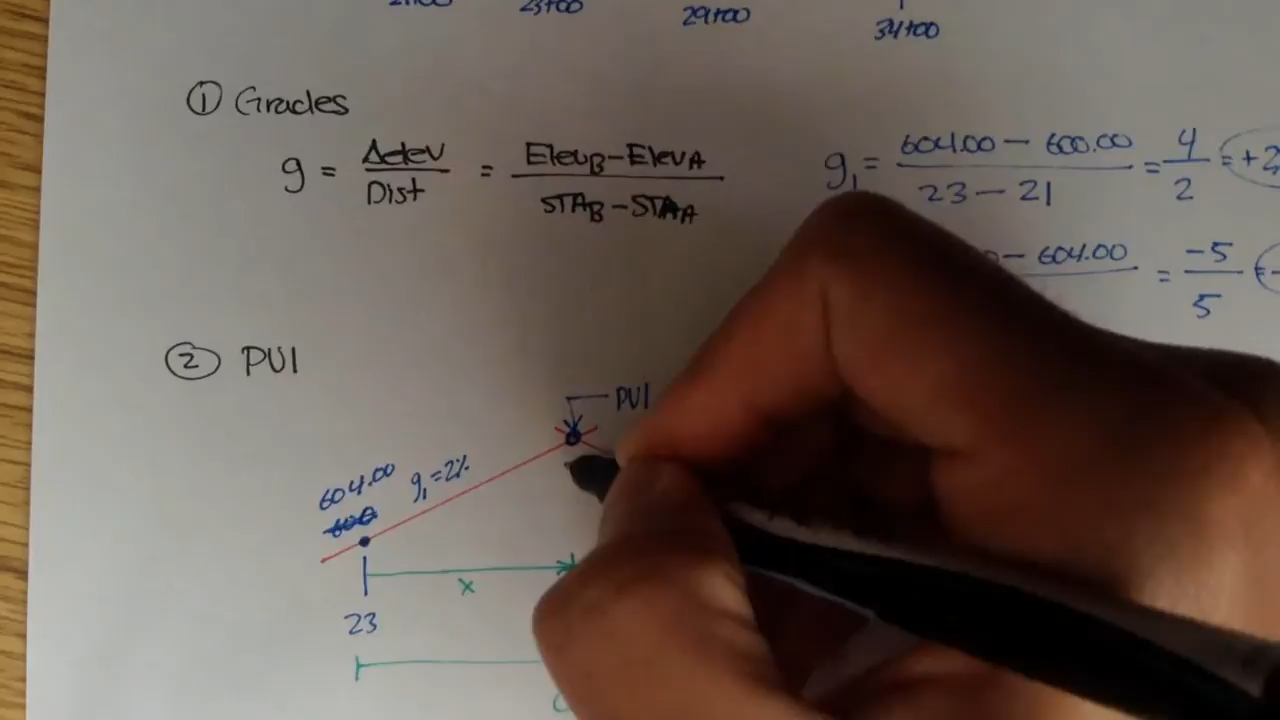 23+00
29+00
34+00
① Grades
g = Δelev / Dist = ElevB - ElevA / STAB - STAA
g1 = 604.00 - 600.00 / 23 - 21 = 4 / 2 = +2
- 604.00 = -5 / 5
② PVI
PVI
604.00
g1 = 2%
x
23